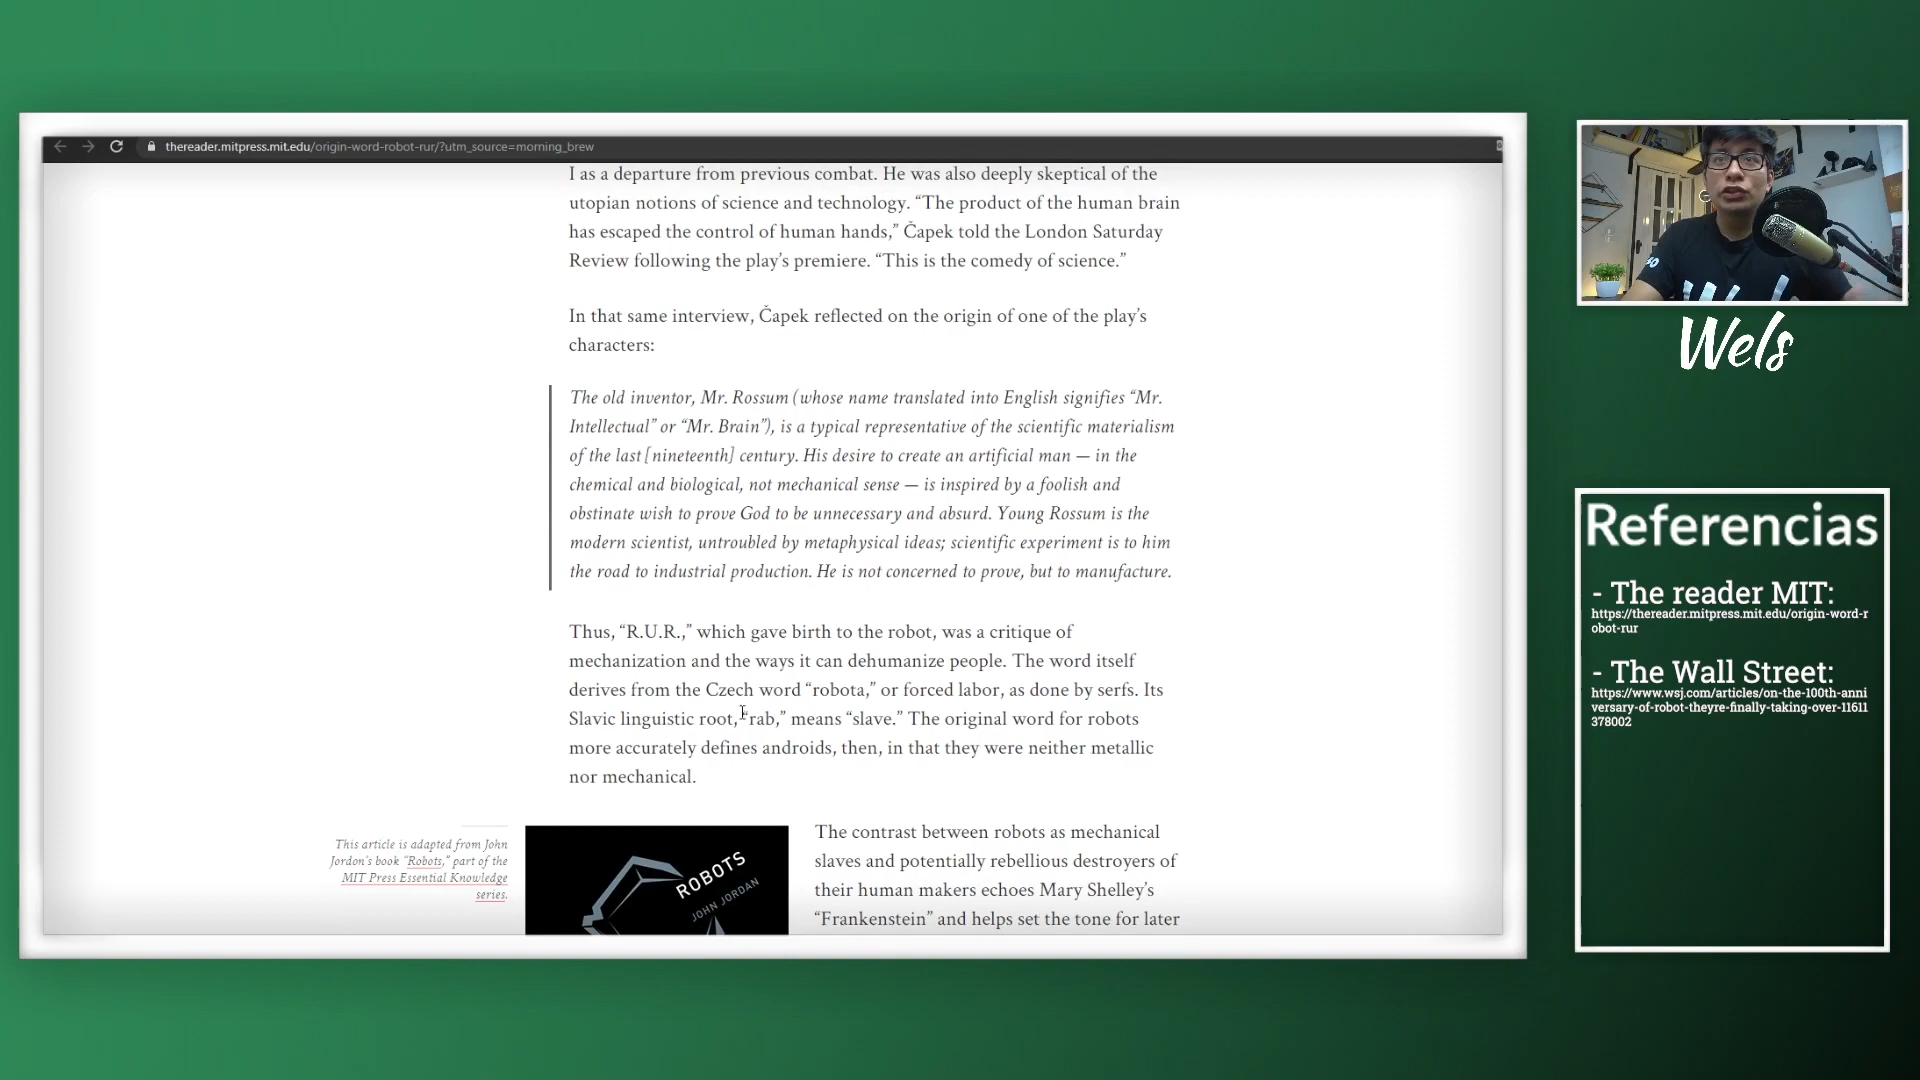 thereader.mitpress.mit.edu/origin-word-robot-rur/?utm_source=morning_brew
I as a departure from previous combat. He was also deeply skeptical of the
utopian notions of science and technology. “The product of the human brain
has escaped the control of human hands,” Čapek told the London Saturday
Review following the play’s premiere. “This is the comedy of science.”
In that same interview, Čapek reflected on the origin of one of the play’s
characters:
The old inventor, Mr. Rossum (whose name translated into English signifies “Mr.
Intellectual” or “Mr. Brain”), is a typical representative of the scientific materialism
of the last [nineteenth] century. His desire to create an artificial man — in the
chemical and biological, not mechanical sense — is inspired by a foolish and
obstinate wish to prove God to be unnecessary and absurd. Young Rossum is the
modern scientist, untroubled by metaphysical ideas; scientific experiment is to him
the road to industrial production. He is not concerned to prove, but to manufacture.
Thus, “R.U.R.,” which gave birth to the robot, was a critique of
mechanization and the ways it can dehumanize people. The word itself
derives from the Czech word “robota,” or forced labor, as done by serfs. Its
Slavic linguistic root, “rab,” means “slave.” The original word for robots
more accurately defines androids, then, in that they were neither metallic
nor mechanical.
This article is adapted from John
Jordon’s book “Robots,” part of the
MIT Press Essential Knowledge
series.
ROBOTS
JOHN JORDAN
The contrast between robots as mechanical
slaves and potentially rebellious destroyers of
their human makers echoes Mary Shelley’s
“Frankenstein” and helps set the tone for later
Wels
Referencias
- The reader MIT:
https://thereader.mitpress.mit.edu/origin-word-r
obot-rur
- The Wall Street:
https://www.wsj.com/articles/on-the-100th-anni
versary-of-robot-theyre-finally-taking-over-11611
378002